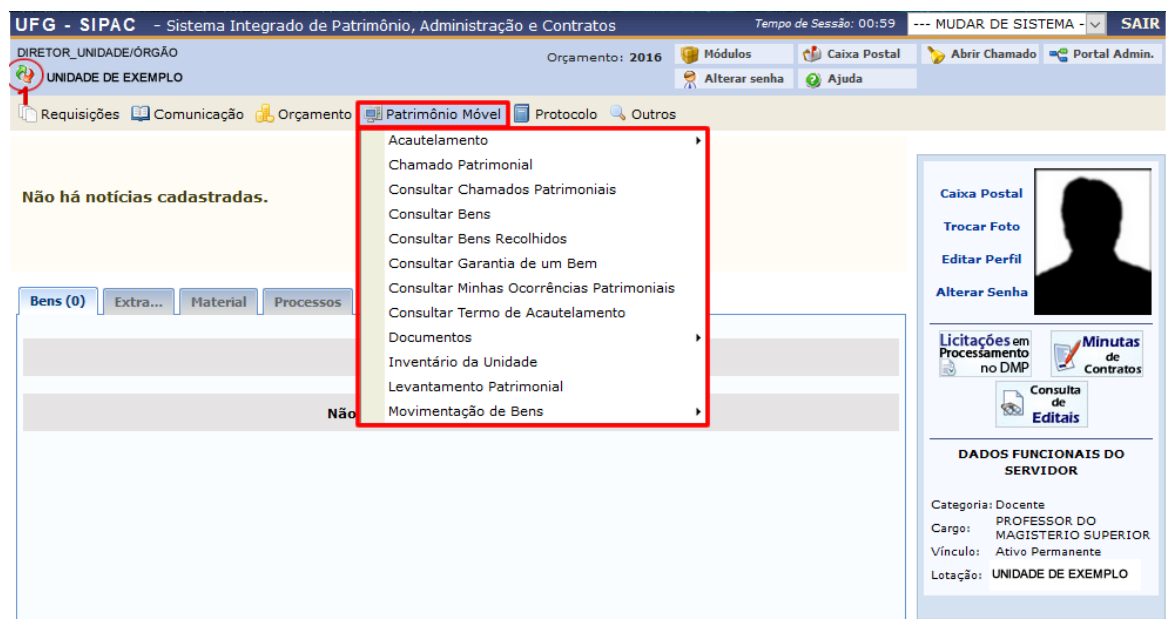 UFG - SIPAC - Sistema Integrado de Patrimônio, Administração e Contratos
Tempo de Sessão: 00:59
--- MUDAR DE SISTEMA -
SAIR
DIRETOR_UNIDADE/ÓRGÃO
UNIDADE DE EXEMPLO
1
Orçamento: 2016
Módulos
Caixa Postal
Abrir Chamado
Portal Admin.
Alterar senha
Ajuda
Requisições
Comunicação
Orçamento
Patrimônio Móvel
Protocolo
Outros
Acautelamento
Chamado Patrimonial
Consultar Chamados Patrimoniais
Consultar Bens
Consultar Bens Recolhidos
Consultar Garantia de um Bem
Consultar Minhas Ocorrências Patrimoniais
Consultar Termo de Acautelamento
Documentos
Inventário da Unidade
Levantamento Patrimonial
Movimentação de Bens
Não há notícias cadastradas.
Bens (0)
Extra...
Material
Processos
Não
Caixa Postal
Trocar Foto
Editar Perfil
Alterar Senha
Licitações em
Processamento
no DMP
Minutas
de
Contratos
Consulta
de
Editais
DADOS FUNCIONAIS DO
SERVIDOR
Categoria: Docente
Cargo: PROFESSOR DO
MAGISTERIO SUPERIOR
Vínculo: Ativo Permanente
Lotação: UNIDADE DE EXEMPLO